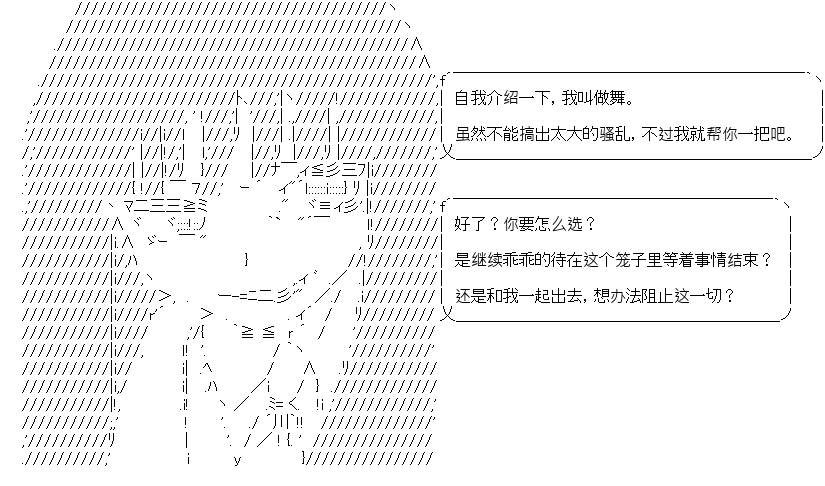 自我介绍一下，我叫做舞。
虽然不能搞出太大的骚乱，不过我就帮你一把吧。
好了？你要怎么选？
是继续乖乖的待在这个笼子里等着事情结束？
还是和我一起出去，想办法阻止这一切？